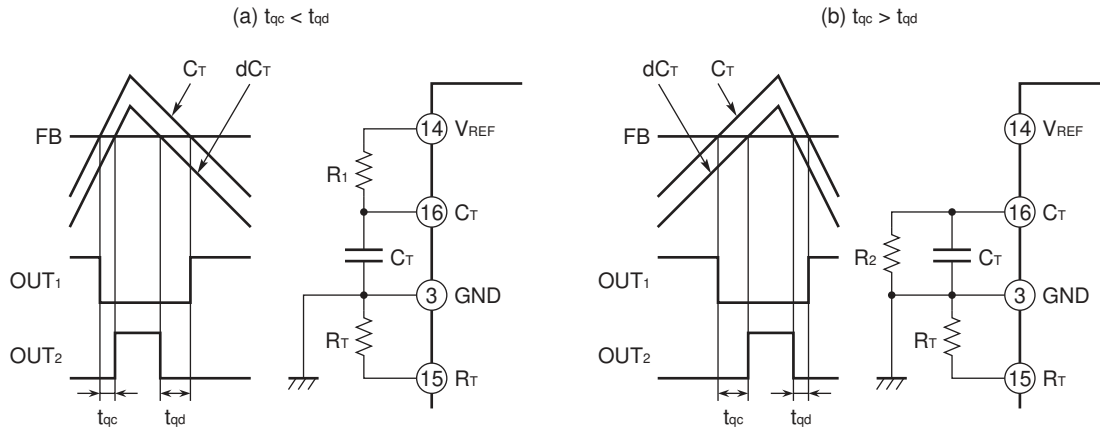 (a) tqc < tqd
CT
dCT
FB
OUT1
OUT2
tqc
tqd
14
VREF
R1
16
CT
CT
3
GND
RT
15
RT
(b) tqc > tqd
dCT
CT
FB
OUT1
OUT2
tqc
tqd
14
VREF
16
CT
R2
CT
3
GND
RT
15
RT